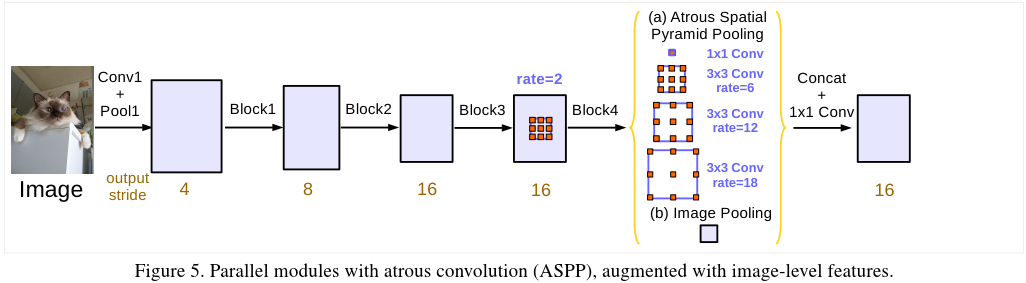 (a) Atrous Spatial
Pyramid Pooling
1x1 Conv
3x3 Conv
rate=6
3x3 Conv
rate=12
3x3 Conv
rate=18
(b) Image Pooling
Conv1
+
Pool1
Block1
Block2
Block3
rate=2
Block4
Concat
+
1x1 Conv
Image
output
stride
4
8
16
16
16
Figure 5. Parallel modules with atrous convolution (ASPP), augmented with image-level features.